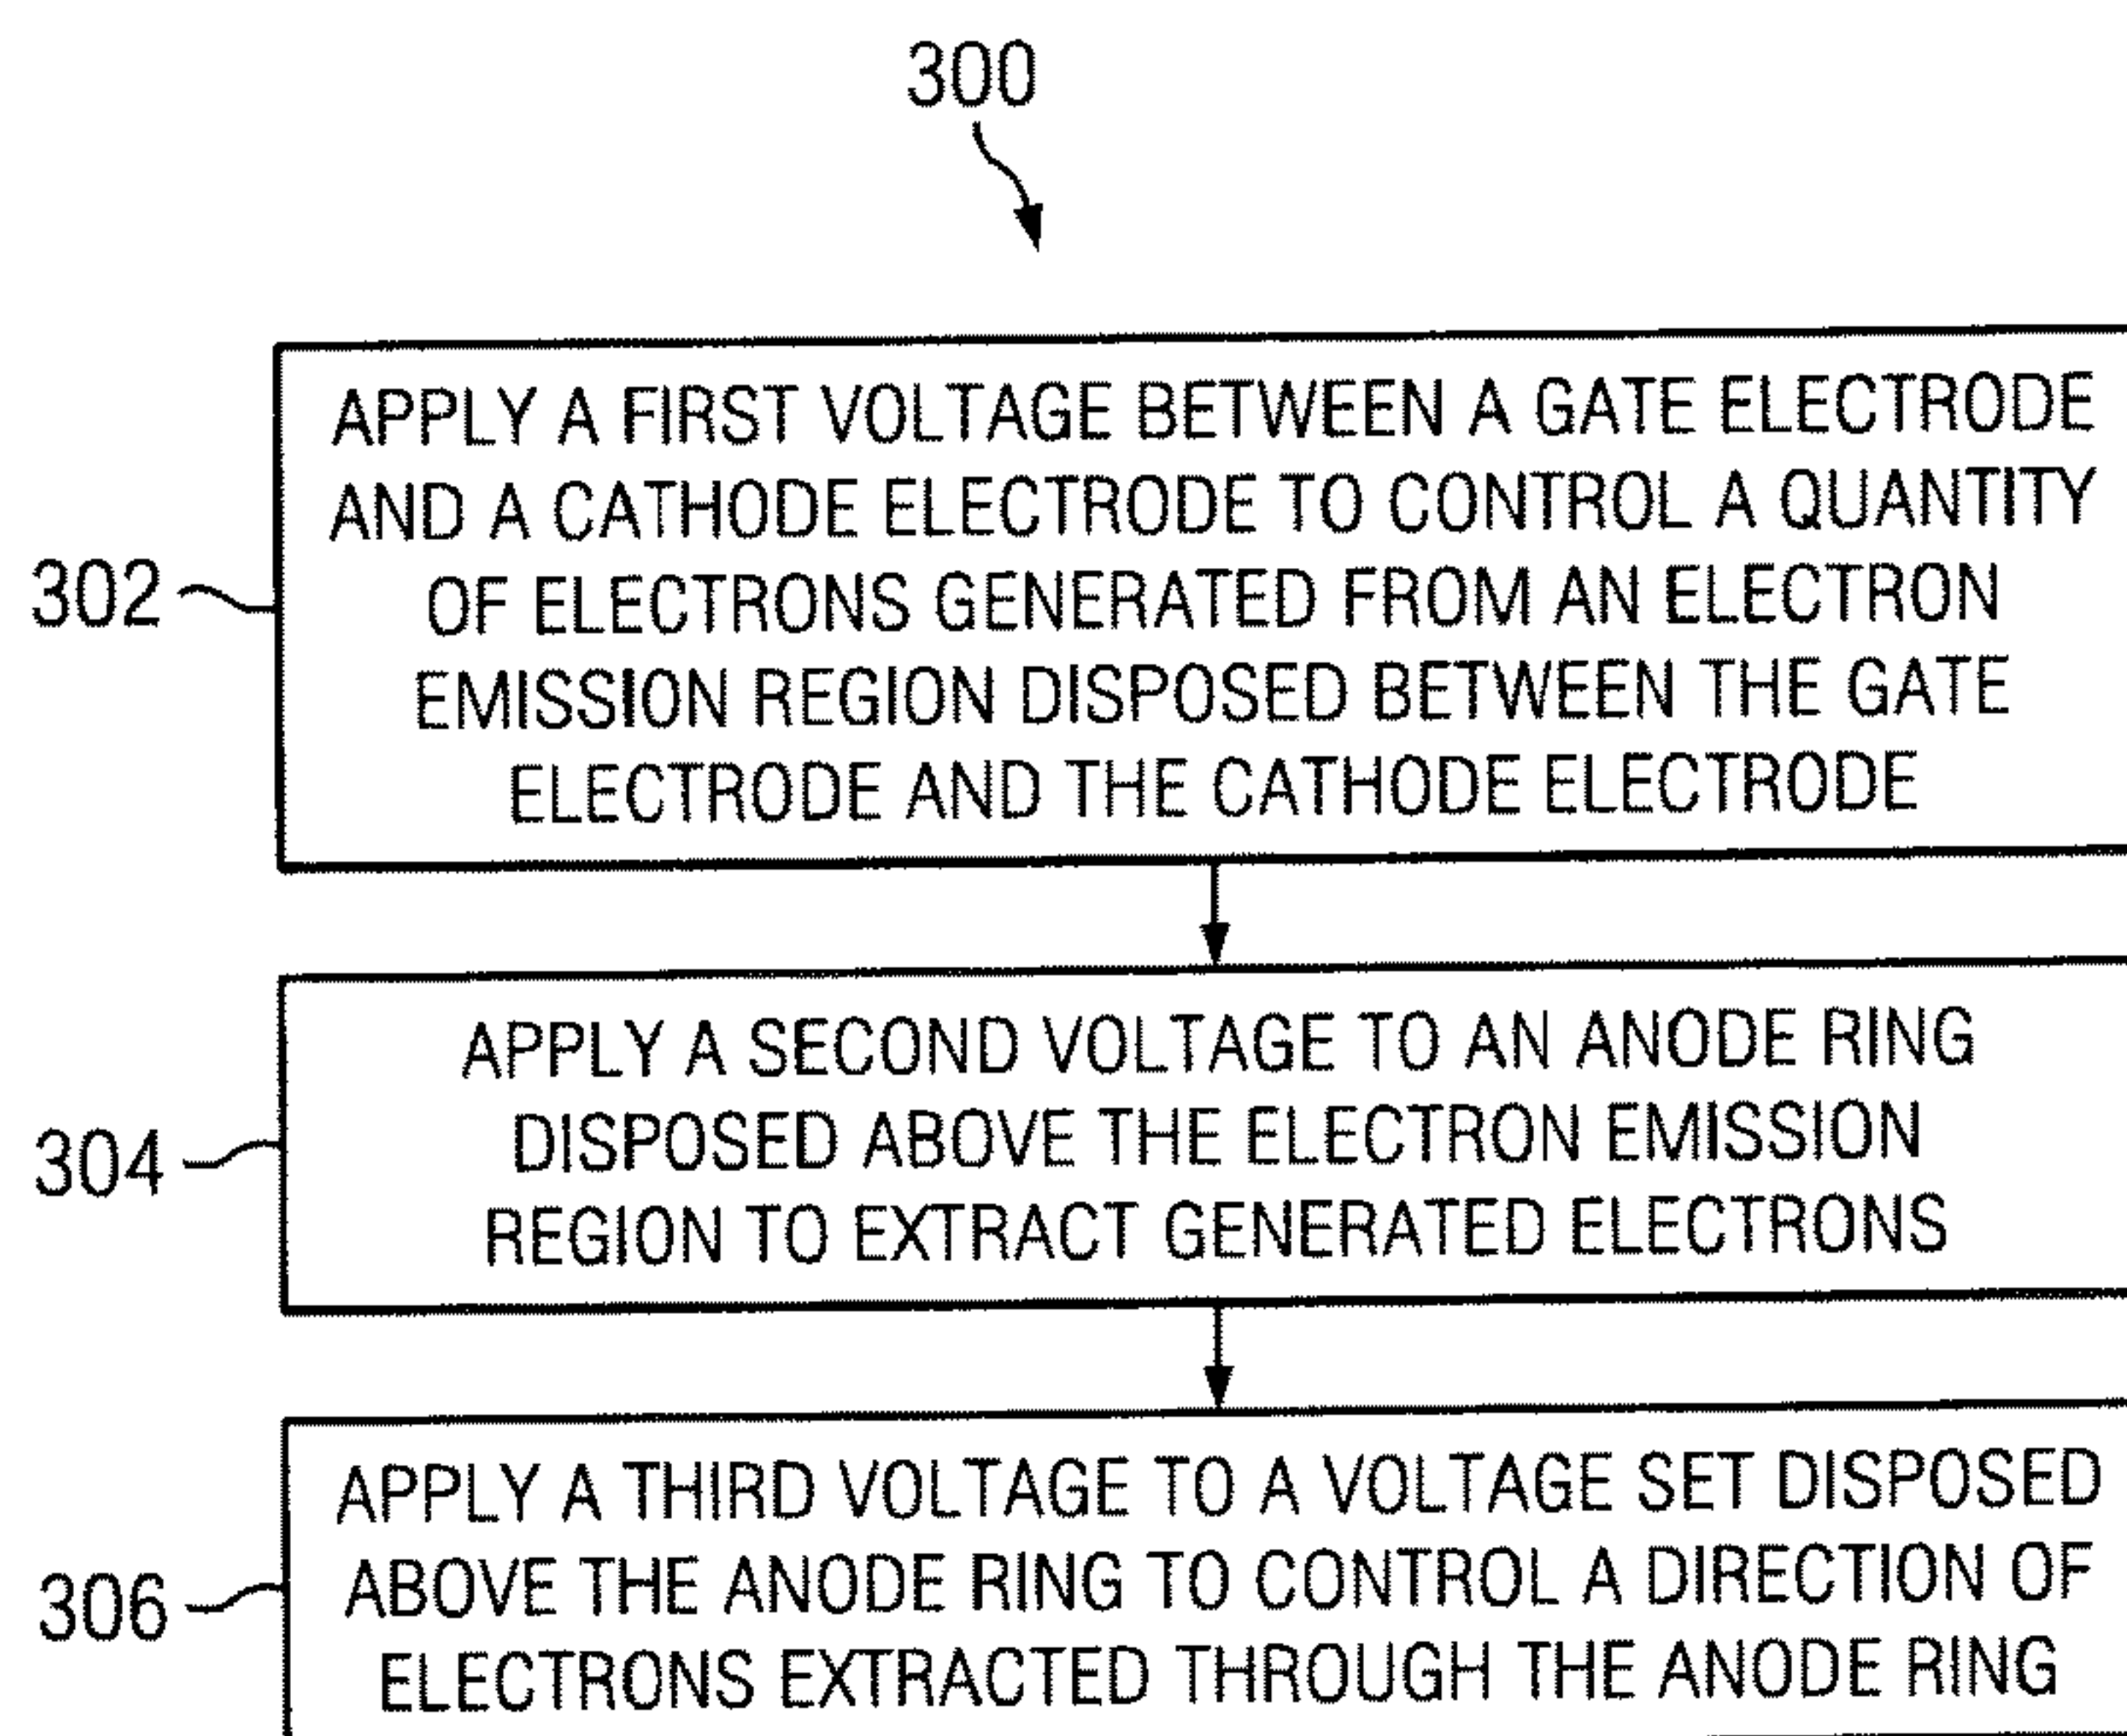 300
302
APPLY A FIRST VOLTAGE BETWEEN A GATE ELECTRODE
AND A CATHODE ELECTRODE TO CONTROL A QUANTITY
OF ELECTRONS GENERATED FROM AN ELECTRON
EMISSION REGION DISPOSED BETWEEN THE GATE
ELECTRODE AND THE CATHODE ELECTRODE
304
APPLY A SECOND VOLTAGE TO AN ANODE RING
DISPOSED ABOVE THE ELECTRON EMISSION
REGION TO EXTRACT GENERATED ELECTRONS
306
APPLY A THIRD VOLTAGE TO A VOLTAGE SET DISPOSED
ABOVE THE ANODE RING TO CONTROL A DIRECTION OF
ELECTRONS EXTRACTED THROUGH THE ANODE RING